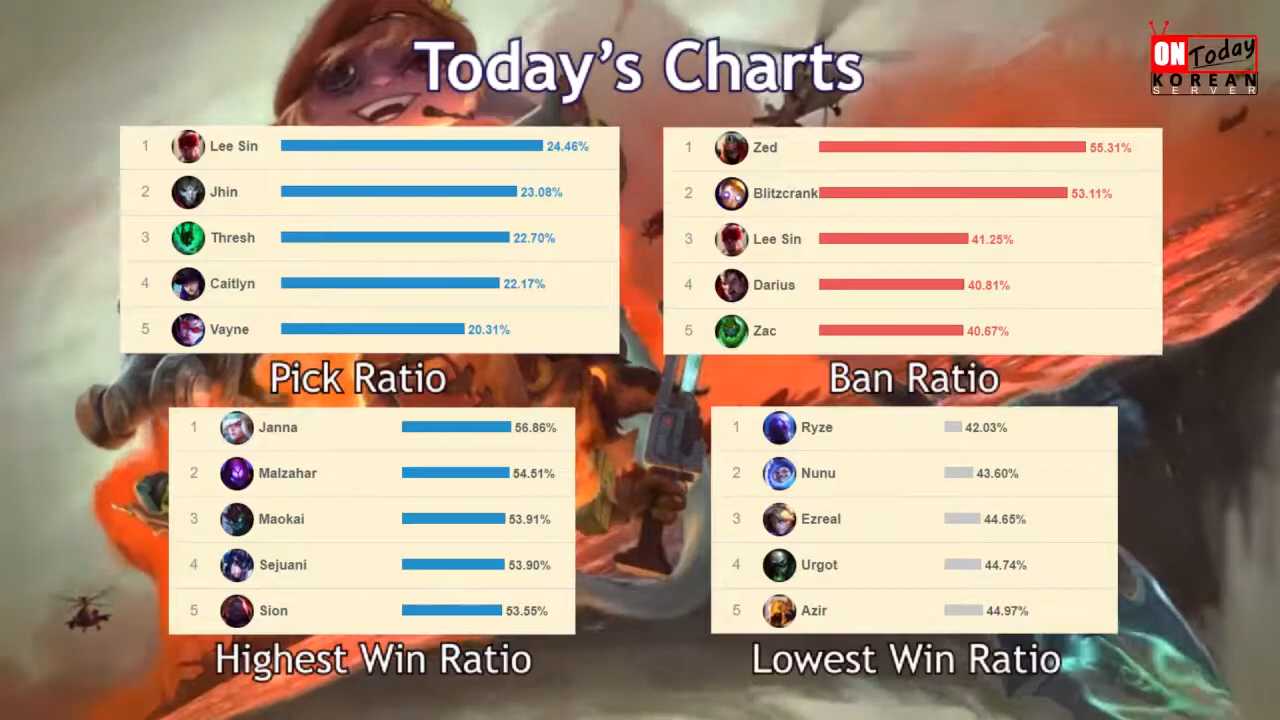 Today's Charts
ON Today
KOREAN
SERVER
1 Lee Sin 24.46%
2 Jhin 23.08%
3 Thresh 22.70%
4 Caitlyn 22.17%
5 Vayne 20.31%
Pick Ratio
1 Zed 55.31%
2 Blitzcrank 53.11%
3 Lee Sin 41.25%
4 Darius 40.81%
5 Zac 40.67%
Ban Ratio
1 Janna 56.86%
2 Malzahar 54.51%
3 Maokai 53.91%
4 Sejuani 53.90%
5 Sion 53.55%
Highest Win Ratio
1 Ryze 42.03%
2 Nunu 43.60%
3 Ezreal 44.65%
4 Urgot 44.74%
5 Azir 44.97%
Lowest Win Ratio